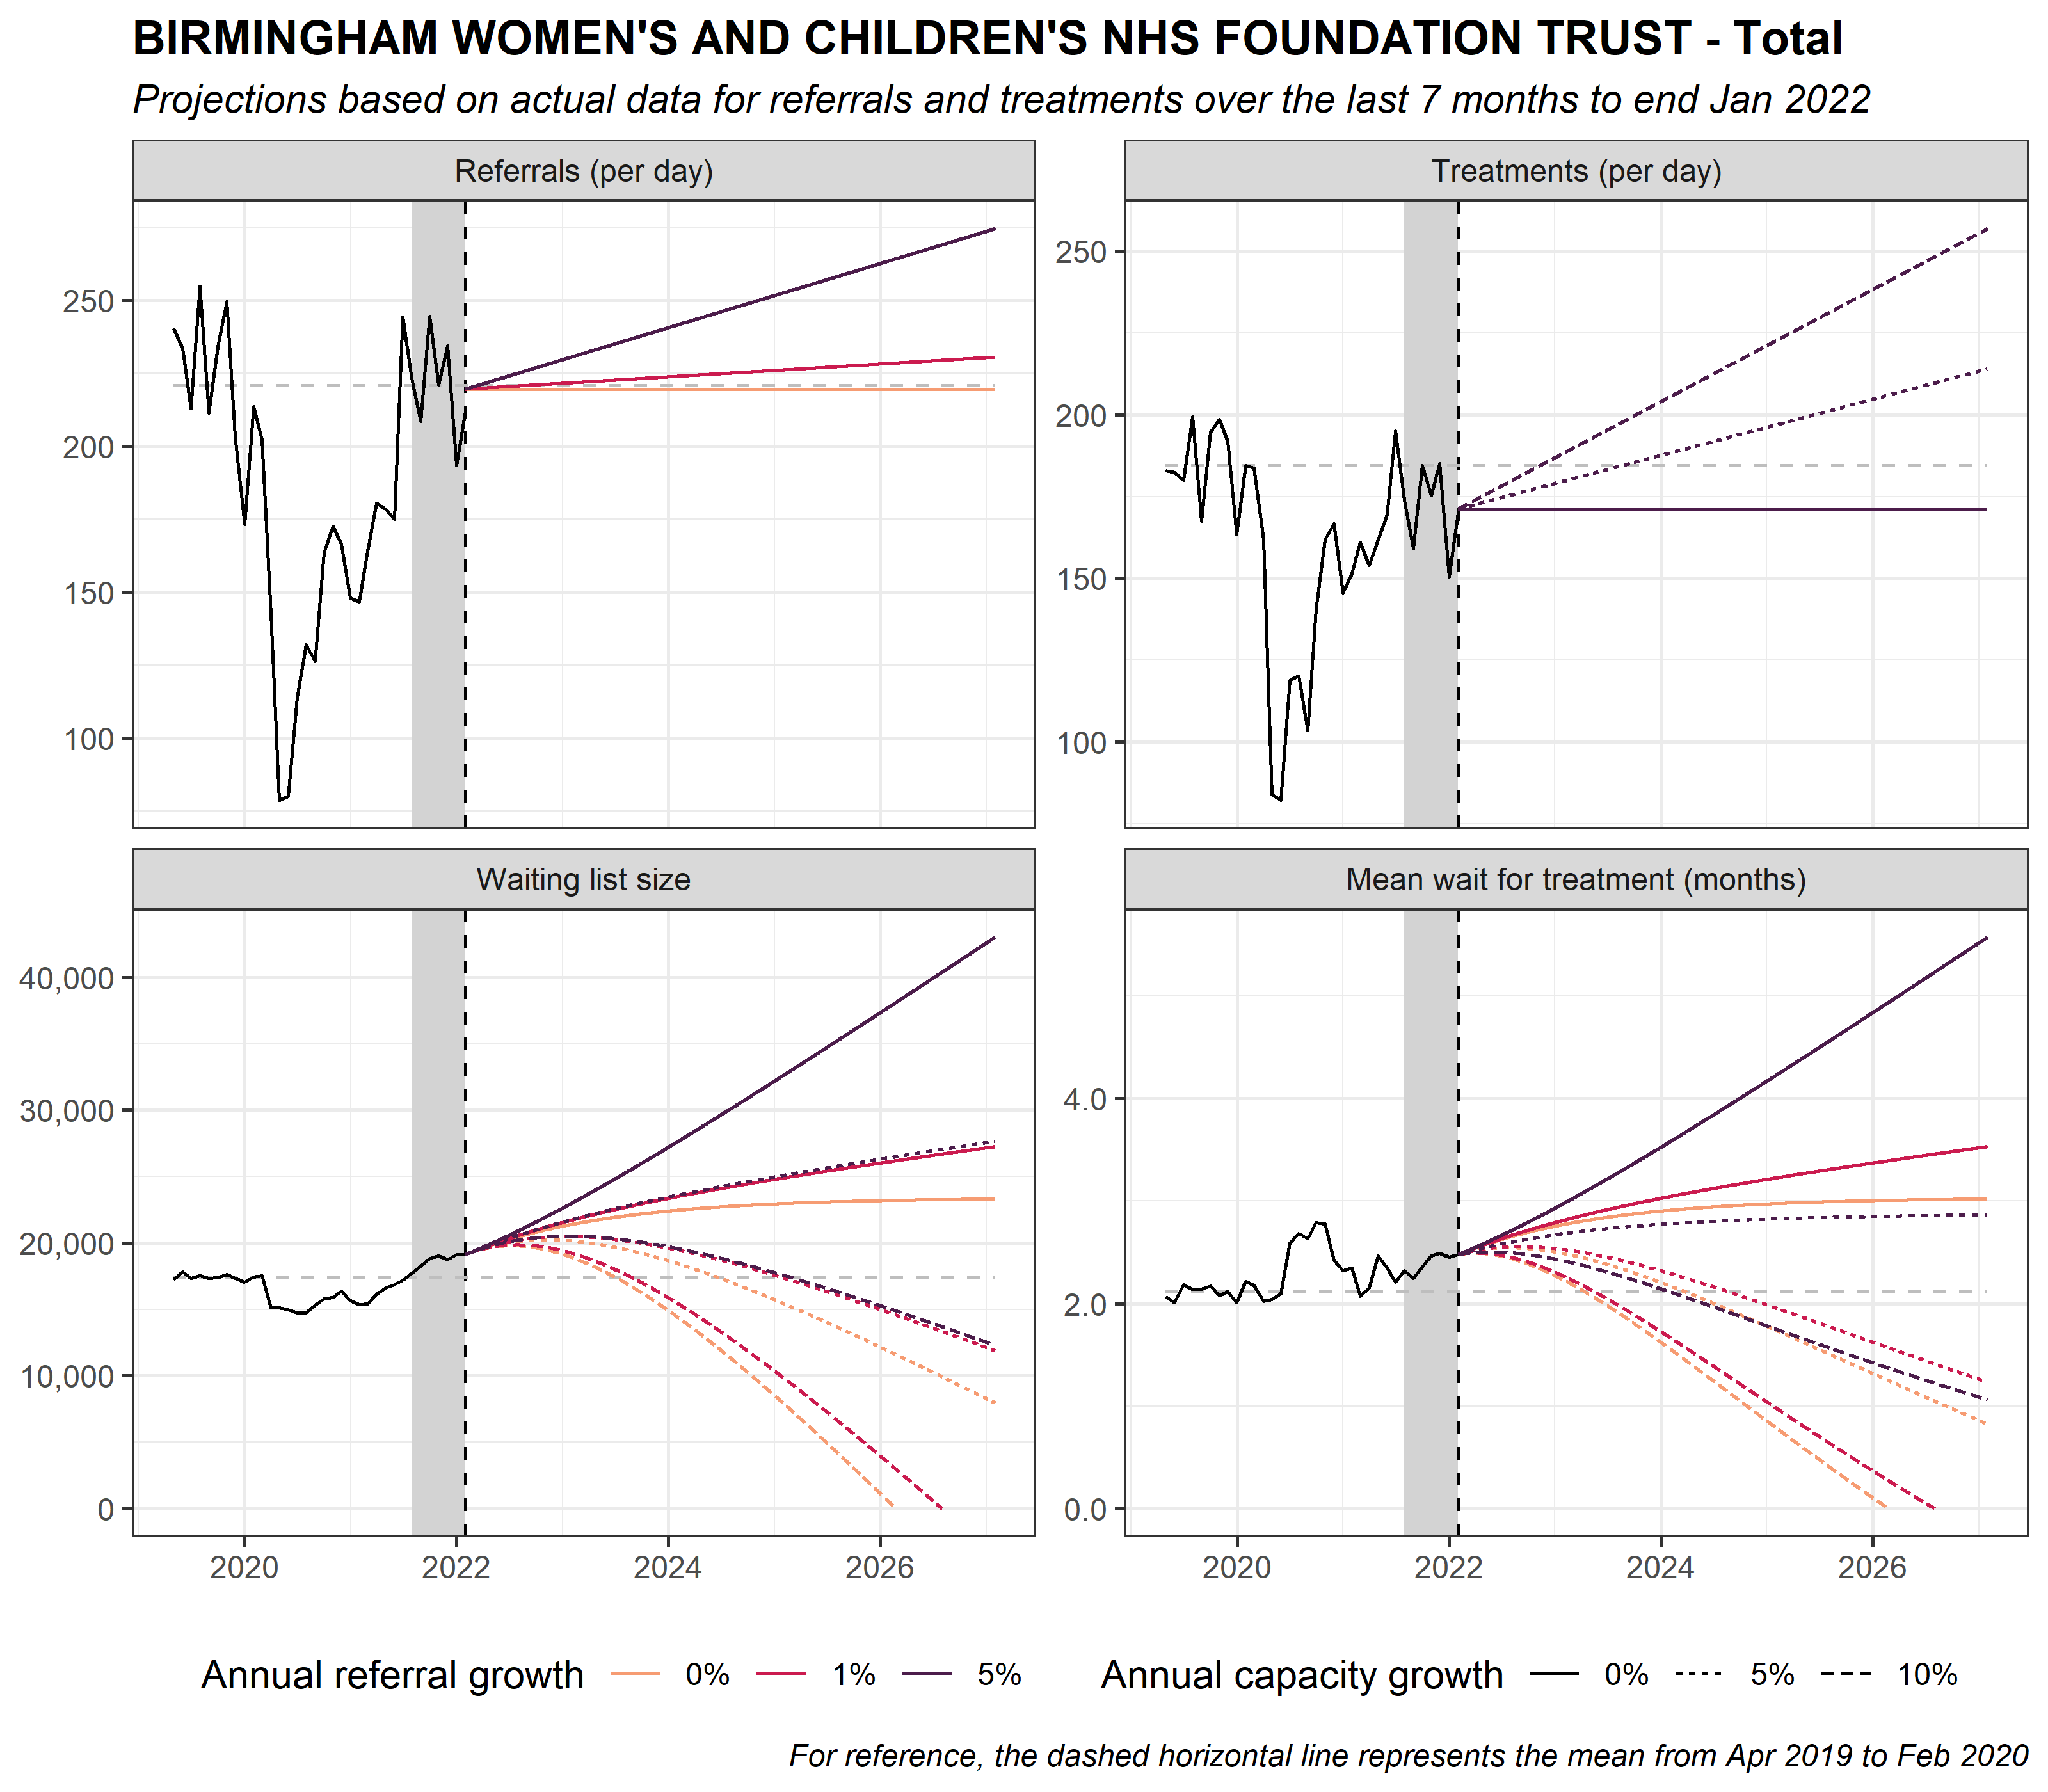 BIRMINGHAM WOMEN'S AND CHILDREN'S NHS FOUNDATION TRUST - Total
Projections based on actual data for referrals and treatments over the last 7 months to end Jan 2022
Referrals (per day)
250
200
150
100
Treatments (per day)
250
200
150
100
Waiting list size
40,000
30,000
20,000
10,000
0
2020 2022 2024 2026
Mean wait for treatment (months)
4.0
2.0
0.0
2020 2022 2024 2026
Annual referral growth 0% 1% 5%
Annual capacity growth 0% 5% 10%
For reference, the dashed horizontal line represents the mean from Apr 2019 to Feb 2020